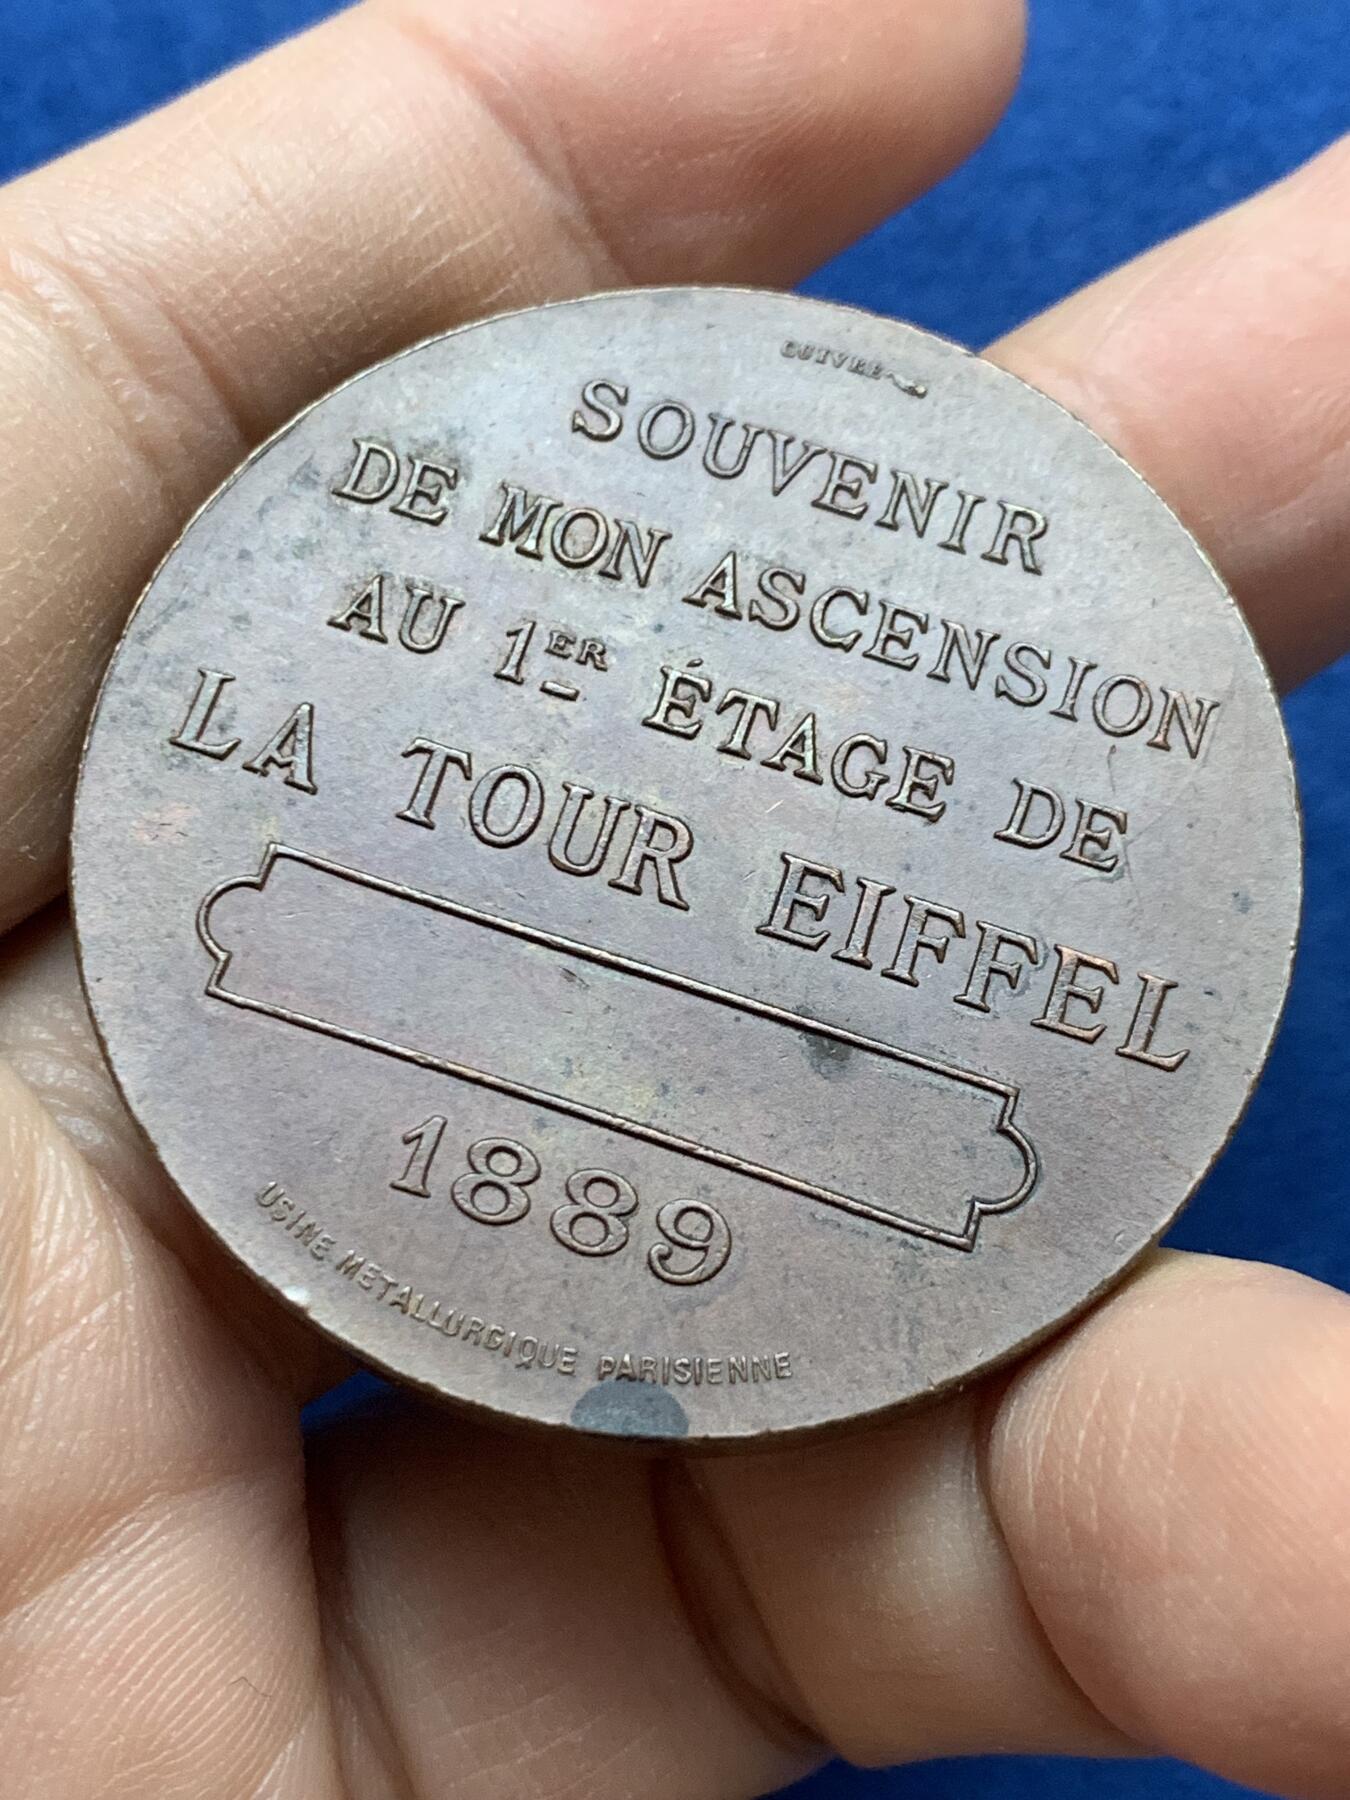 CUIVRE
SOUVENIR
DE MON ASCENSION
AU 1ER ÉTAGE DE
LA TOUR EIFFEL
1889
USINE METALLURGIQUE PARISIENNE